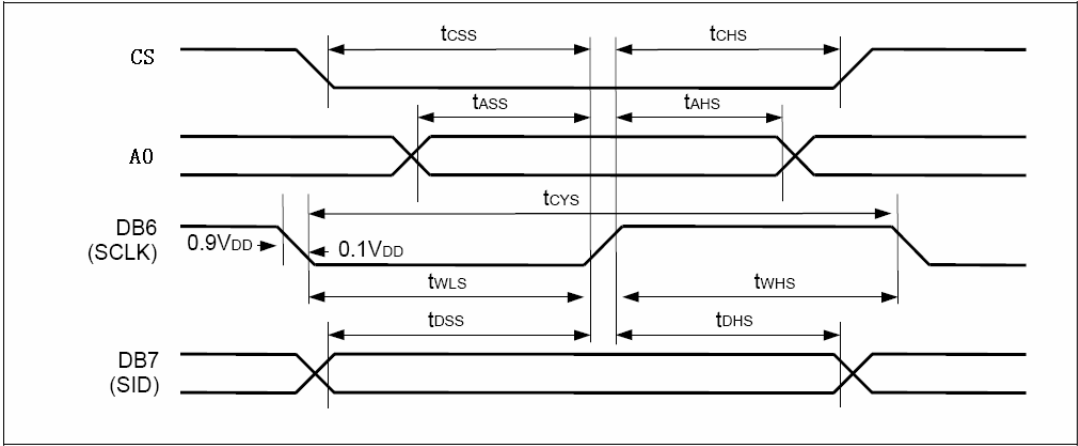 CS
tCSS
tCHS
tASS
tAHS
A0
tCYS
DB6
(SCLK)
0.9VDD
0.1VDD
tWLS
tWHS
tDSS
tDHS
DB7
(SID)